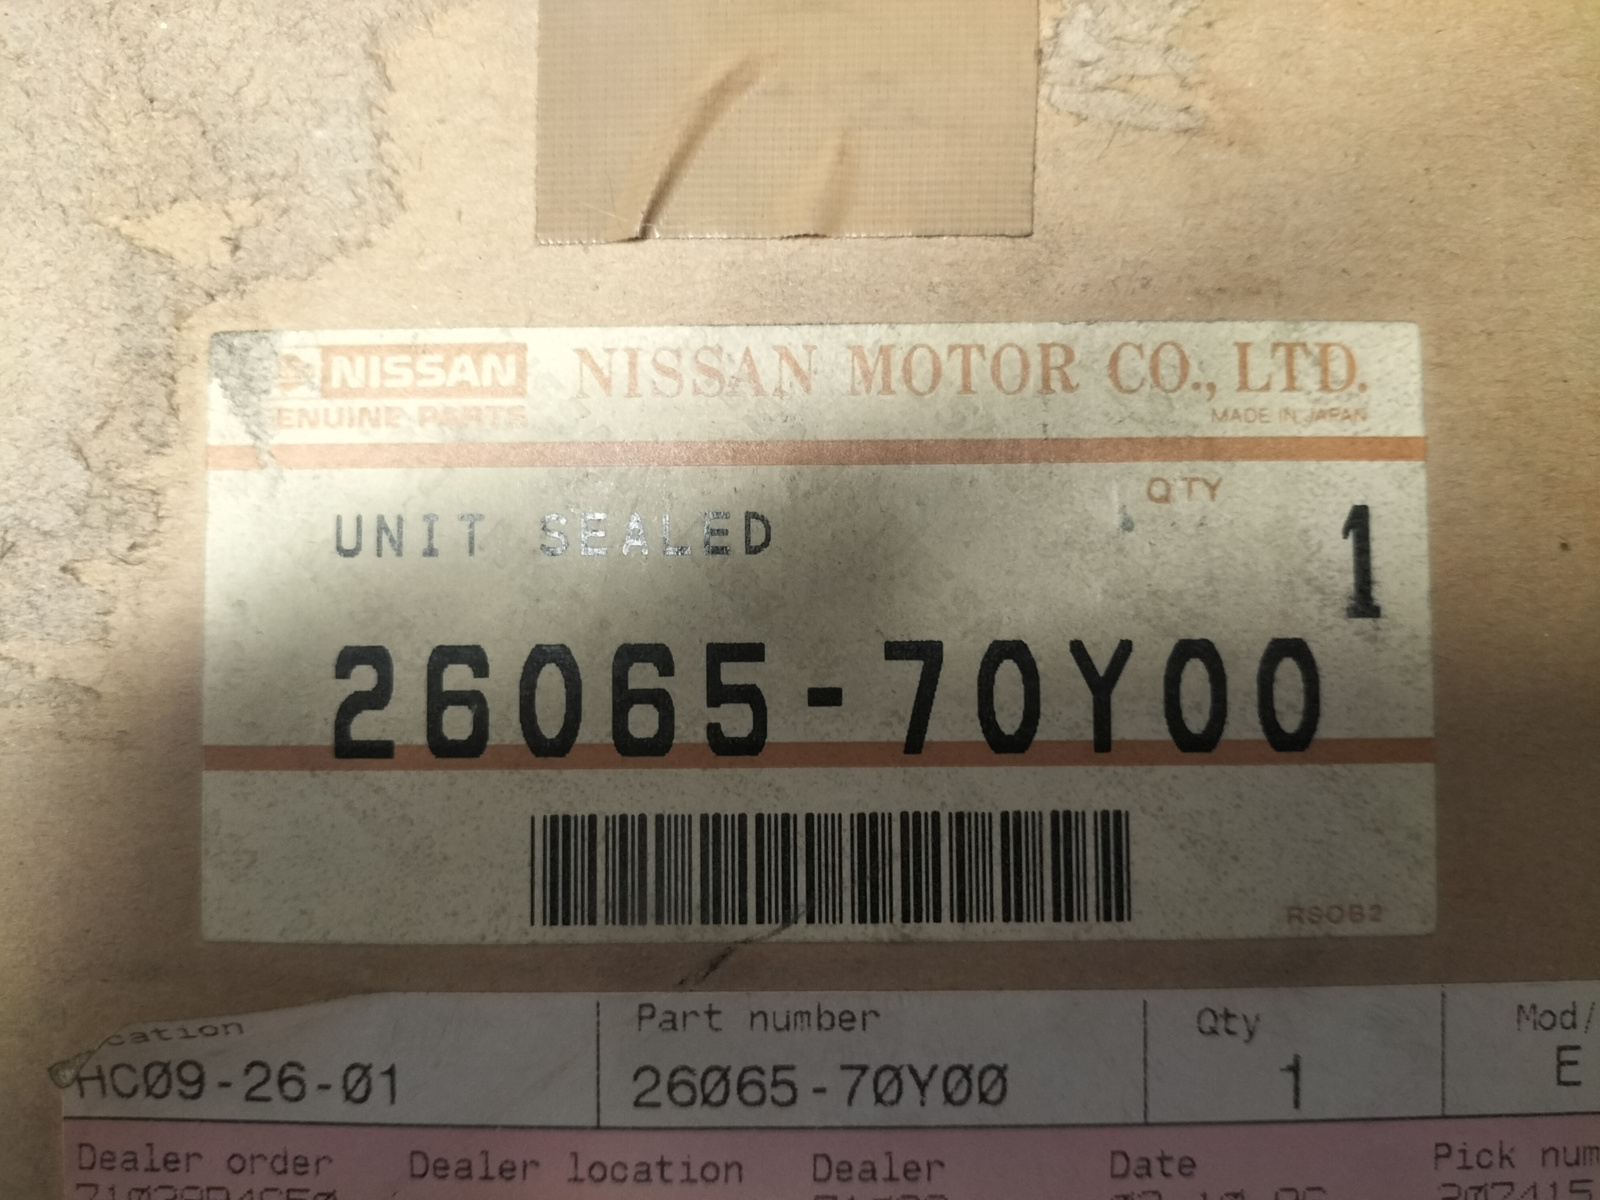 NISSAN NISSAN MOTOR CO., LTD.
ENUINE PARTS MADE IN JAPAN
QTY
UNIT SEALED 1
26065-70Y00
RSOB2
cation Part number Qty Mod/
HC09-26-01 26065-70Y00 1 E
Dealer order Dealer location Dealer Date Pick num